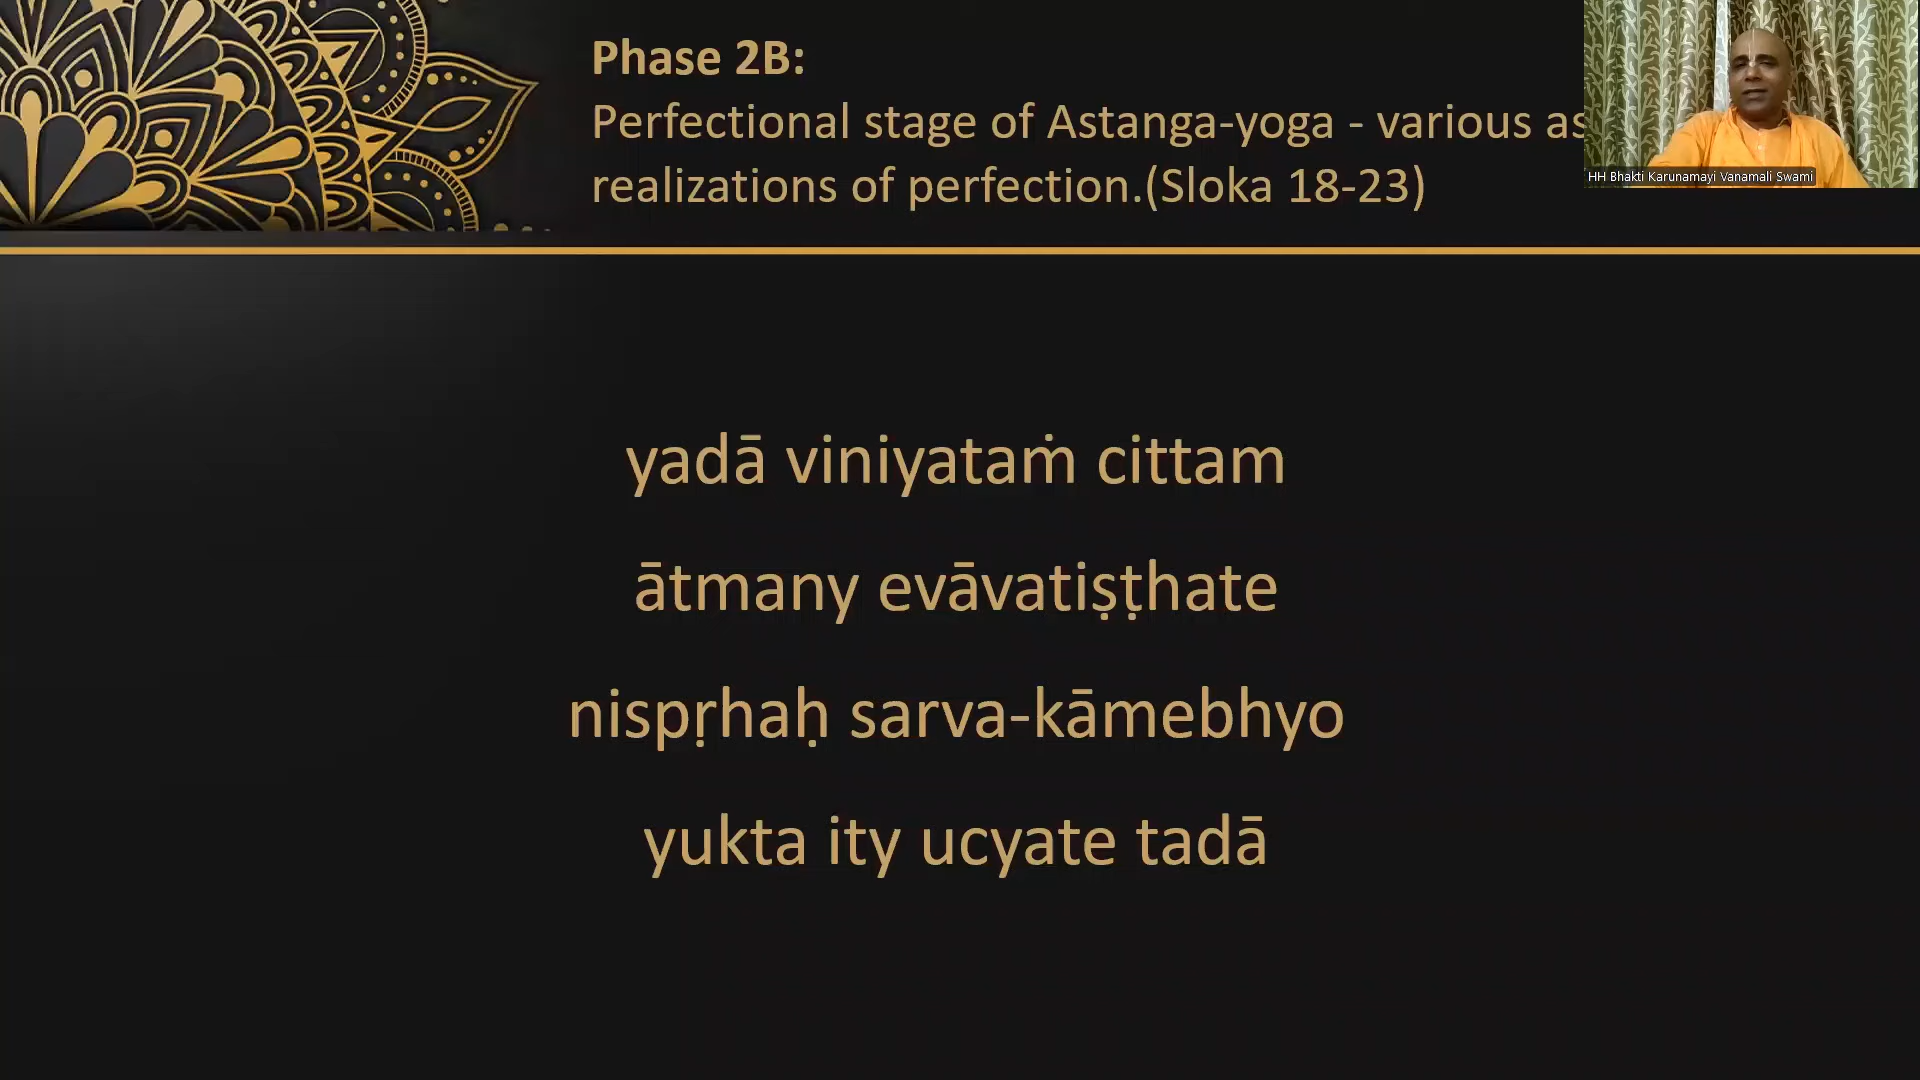 Phase 2B:
Perfectional stage of Astanga-yoga - various as
realizations of perfection.(Sloka 18-23)
HH Bhakti Karunamayi Vanamali Swami
yadā viniyataṁ cittam
ātmany evāvatiṣṭhate
nispṛhaḥ sarva-kāmebhyo
yukta ity ucyate tadā